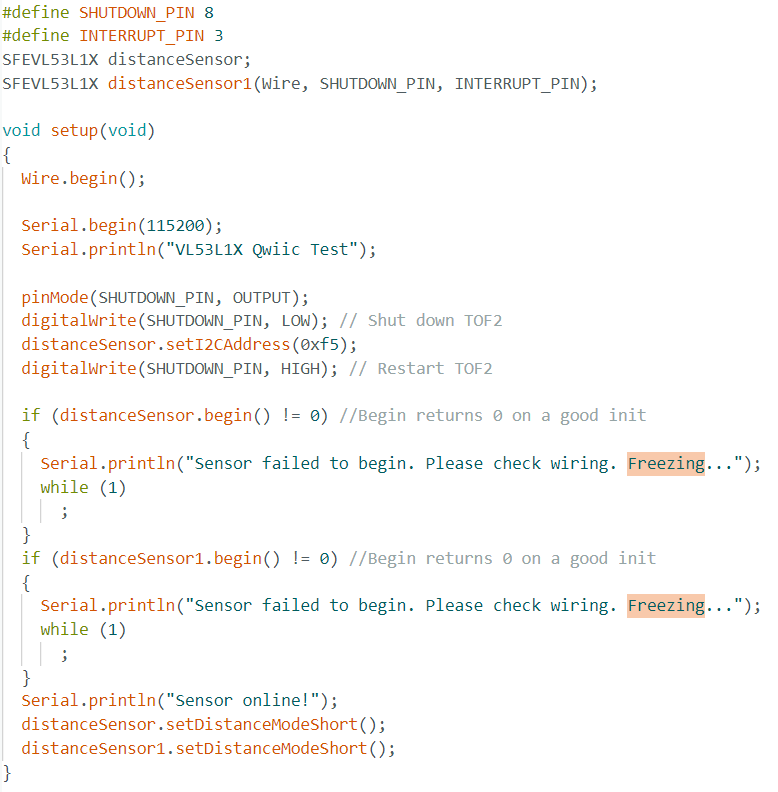 #define SHUTDOWN_PIN 8
#define INTERRUPT_PIN 3
SFEVL53L1X distanceSensor;
SFEVL53L1X distanceSensor1(Wire, SHUTDOWN_PIN, INTERRUPT_PIN);

void setup(void)
{
  Wire.begin();

  Serial.begin(115200);
  Serial.println("VL53L1X Qwiic Test");

  pinMode(SHUTDOWN_PIN, OUTPUT);
  digitalWrite(SHUTDOWN_PIN, LOW); // Shut down TOF2
  distanceSensor.setI2CAddress(0xf5);
  digitalWrite(SHUTDOWN_PIN, HIGH); // Restart TOF2

  if (distanceSensor.begin() != 0) //Begin returns 0 on a good init
  {
    Serial.println("Sensor failed to begin. Please check wiring. Freezing...");
    while (1)
      ;
  }
  if (distanceSensor1.begin() != 0) //Begin returns 0 on a good init
  {
    Serial.println("Sensor failed to begin. Please check wiring. Freezing...");
    while (1)
      ;
  }
  Serial.println("Sensor online!");
  distanceSensor.setDistanceModeShort();
  distanceSensor1.setDistanceModeShort();
}